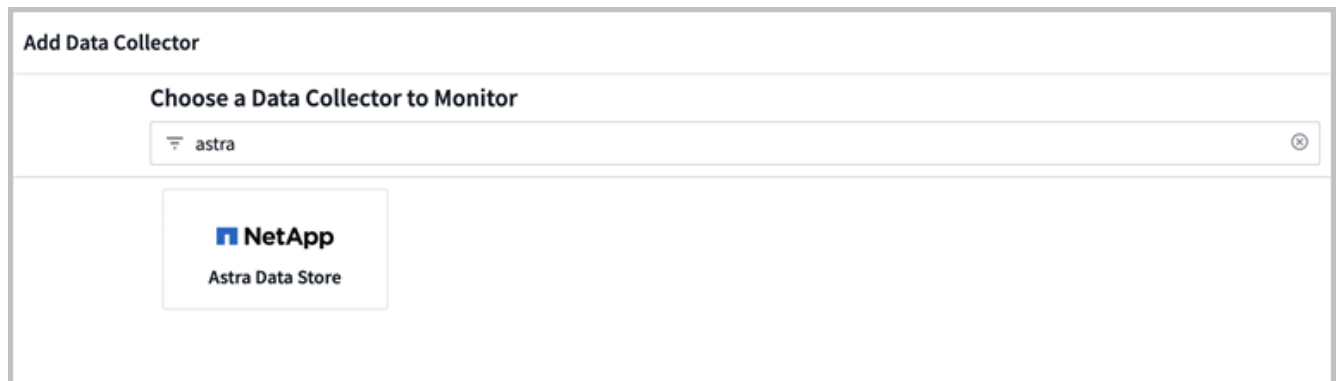 Add Data Collector
Choose a Data Collector to Monitor
astra
NetApp
Astra Data Store